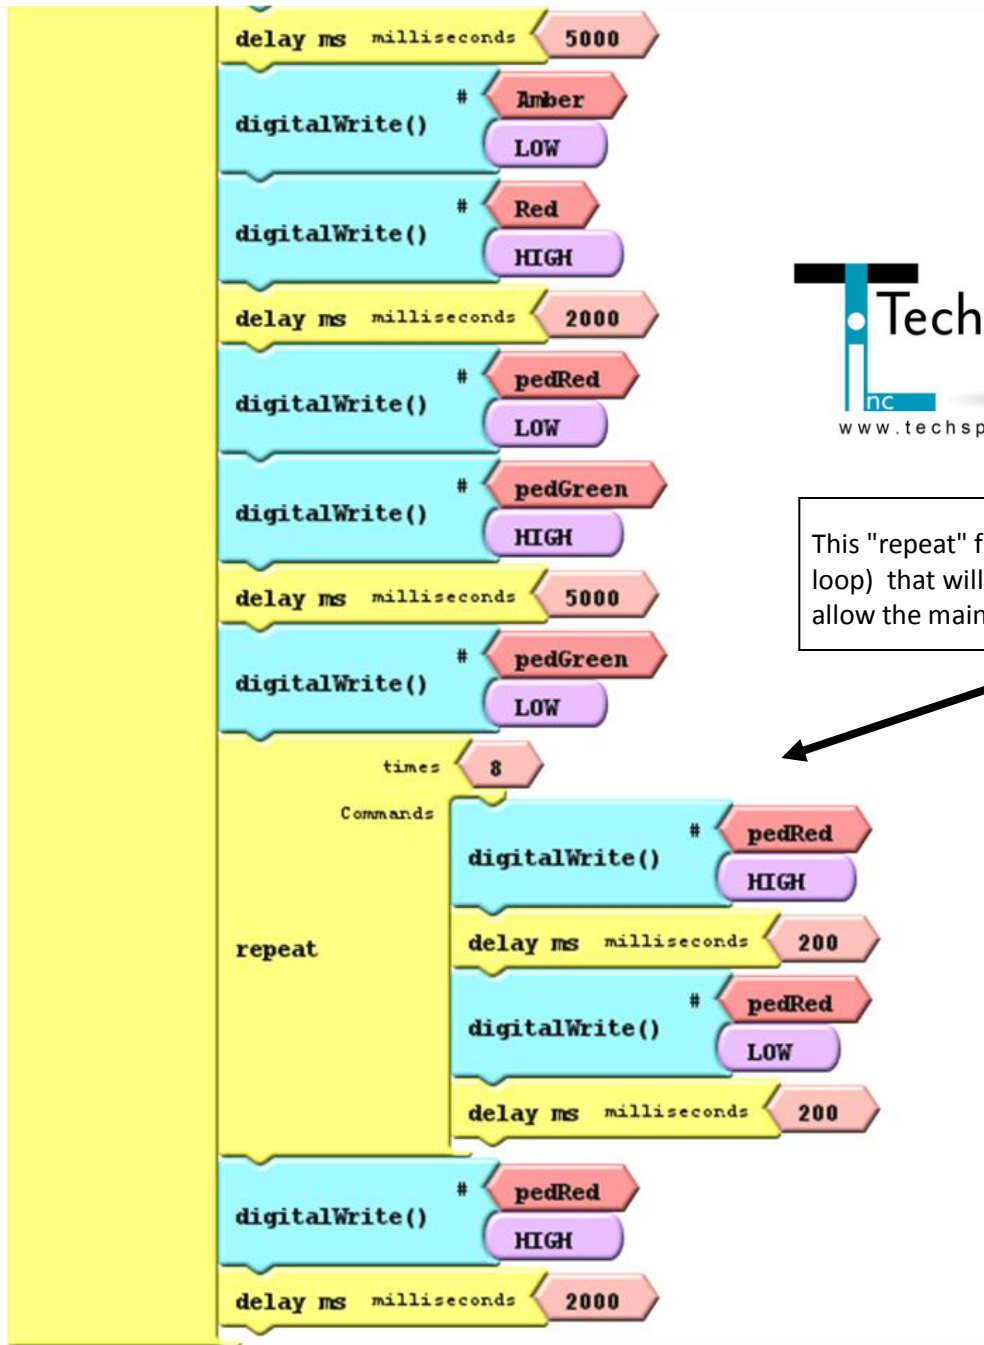 delay ms milliseconds 5000
# Amber
digitalWrite()
LOW
# Red
digitalWrite()
HIGH
delay ms milliseconds 2000
# pedRed
digitalWrite()
LOW
# pedGreen
digitalWrite()
HIGH
delay ms milliseconds 5000
# pedGreen
digitalWrite()
LOW
times 8
Commands
# pedRed
digitalWrite()
HIGH
repeat
delay ms milliseconds 200
# pedRed
digitalWrite()
LOW
delay ms milliseconds 200
# pedRed
digitalWrite()
HIGH
delay ms milliseconds 2000
Tech
nc
www.techsp
This "repeat" f
loop) that will
allow the main